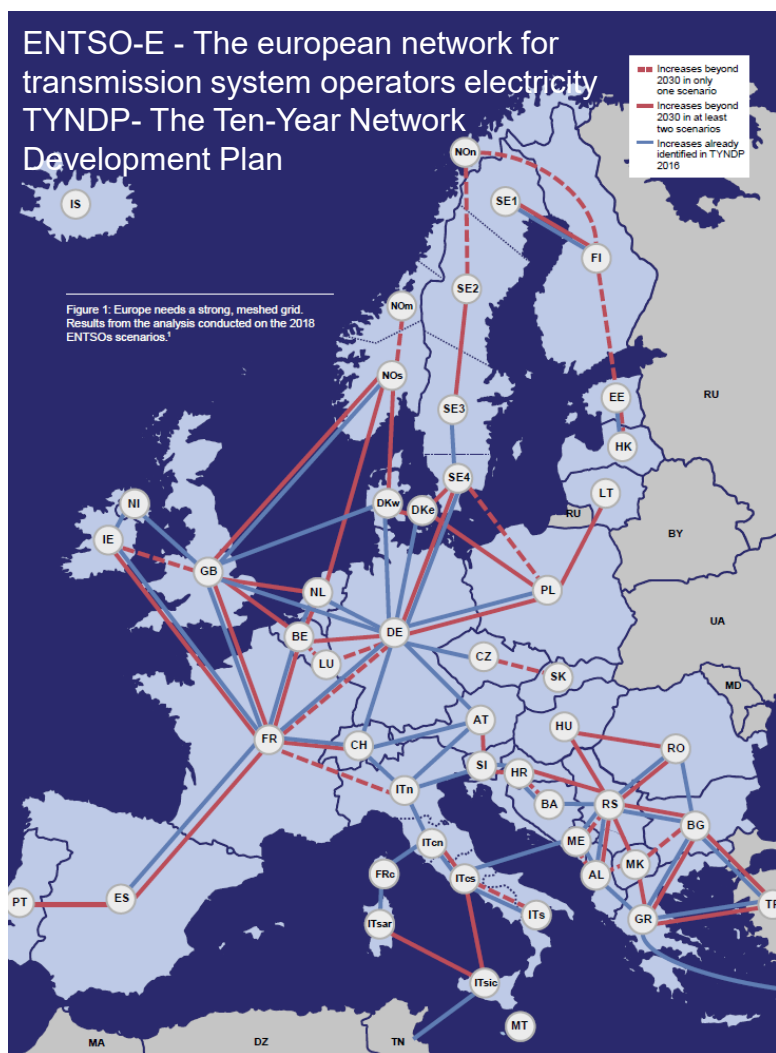 ENTSO-E - The european network for
transmission system operators electricity
TYNDP- The Ten-Year Network
Development Plan
Increases beyond
2030 in only
one scenario
Increases beyond
2030 in at least
two scenarios
Increases already
identified in TYNDP
2016
NOn
IS
SE1
FI
SE2
Figure 1: Europe needs a strong, meshed grid.
Results from the analysis conducted on the 2018
ENTSOs scenarios.¹
NOm
NOs
RU
EE
SE3
HK
SE4
LT
NI
DKw
DKe
RU
IE
BY
GB
NL
PL
DE
BE
UA
LU
CZ
SK
MD
AT
HU
FR
CH
RO
SI
HR
ITn
BA
RS
BG
ITcn
ME
MK
FRc
ITcs
AL
PT
ES
TR
ITs
GR
ITsar
ITsic
MT
MA
DZ
TN